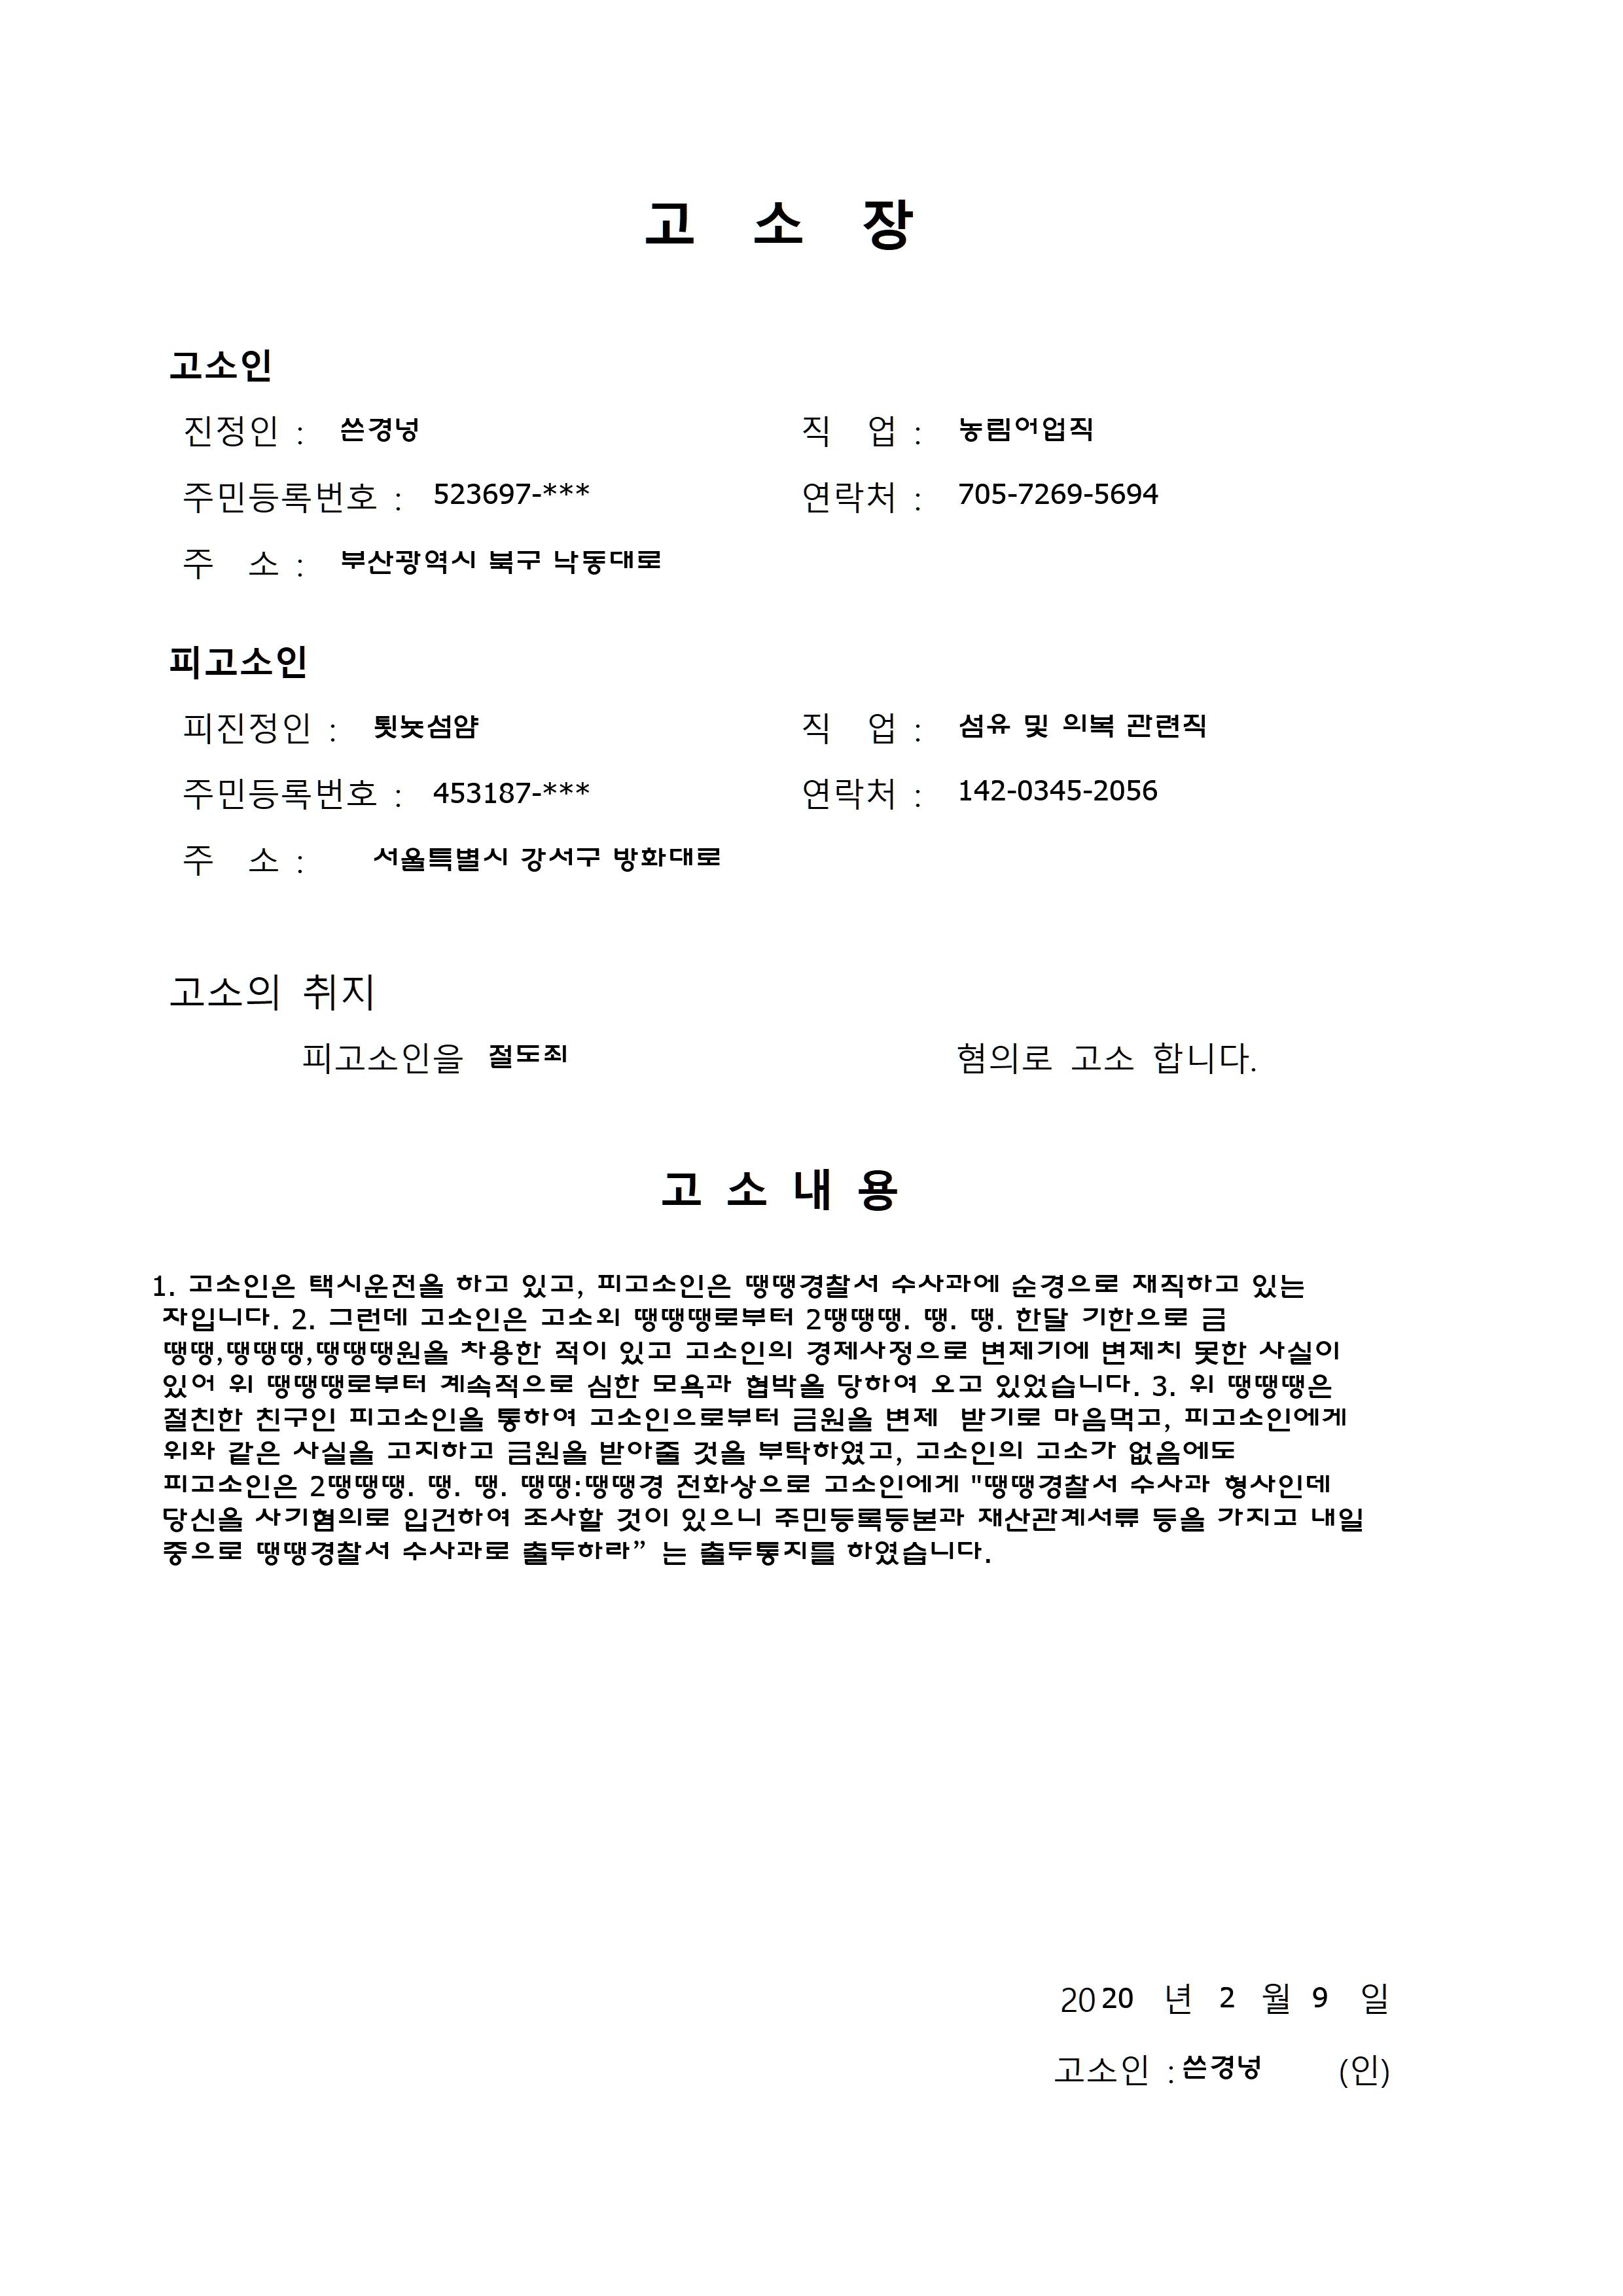 고 소 장
고소인
진정인 : 쓴경넝 직 업 : 농림어업직
주민등록번호 : 523697-*** 연락처 : 705-7269-5694
주 소 : 부산광역시 북구 낙동대로
피고소인
피진정인 : 툇놋섬얌 직 업 : 섬유 및 의복 관련직
주민등록번호 : 453187-*** 연락처 : 142-0345-2056
주 소 : 서울특별시 강서구 방화대로
고소의 취지
피고소인을 절도죄 혐의로 고소 합니다.
고 소 내 용
1. 고소인은 택시운전을 하고 있고, 피고소인은 땡땡경찰서 수사과에 순경으로 재직하고 있는
자입니다. 2. 그런데 고소인은 고소외 땡땡땡로부터 2땡땡땡. 땡. 땡. 한달 기한으로 금
땡땡,땡땡땡,땡땡땡원을 차용한 적이 있고 고소인의 경제사정으로 변제기에 변제치 못한 사실이
있어 위 땡땡땡로부터 계속적으로 심한 모욕과 협박을 당하여 오고 있었습니다. 3. 위 땡땡땡은
절친한 친구인 피고소인을 통하여 고소인으로부터 금원을 변제 받기로 마음먹고, 피고소인에게
위와 같은 사실을 고지하고 금원을 받아줄 것을 부탁하였고, 고소인의 고소가 없음에도
피고소인은 2땡땡땡. 땡. 땡. 땡땡:땡땡경 전화상으로 고소인에게 "땡땡경찰서 수사과 형사인데
당신을 사기혐의로 입건하여 조사할 것이 있으니 주민등록등본과 재산관계서류 등을 가지고 내일
중으로 땡땡경찰서 수사과로 출두하라” 는 출두통지를 하였습니다.
2020 년 2 월 9 일
고소인 : 쓴경넝 (인)